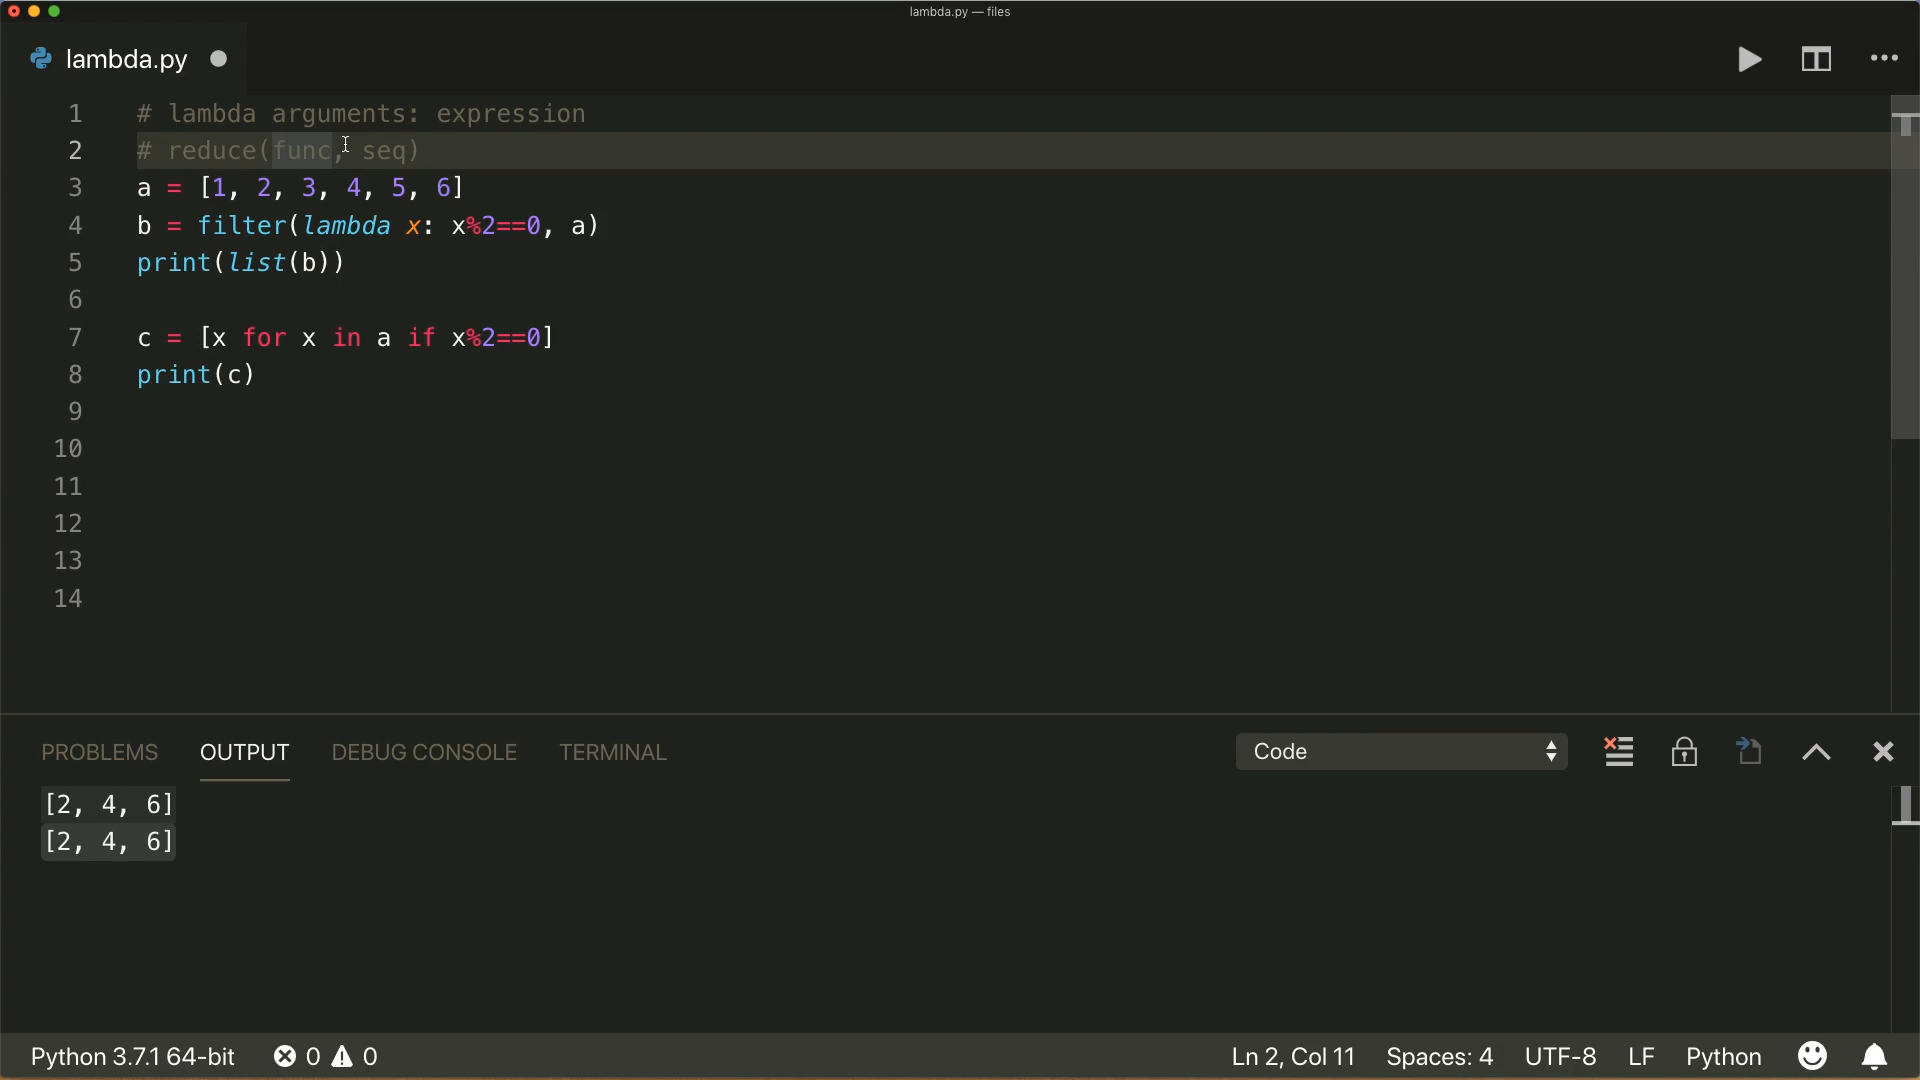 lambda.py — files
lambda.py
1 # lambda arguments: expression
2 # reduce(func, seq)
3 a = [1, 2, 3, 4, 5, 6]
4 b = filter(lambda x: x%2==0, a)
5 print(list(b))
6
7 c = [x for x in a if x%2==0]
8 print(c)
9
10
11
12
13
14
PROBLEMS OUTPUT DEBUG CONSOLE TERMINAL Code
[2, 4, 6]
[2, 4, 6]
Python 3.7.1 64-bit 0 0 Ln 2, Col 11 Spaces: 4 UTF-8 LF Python